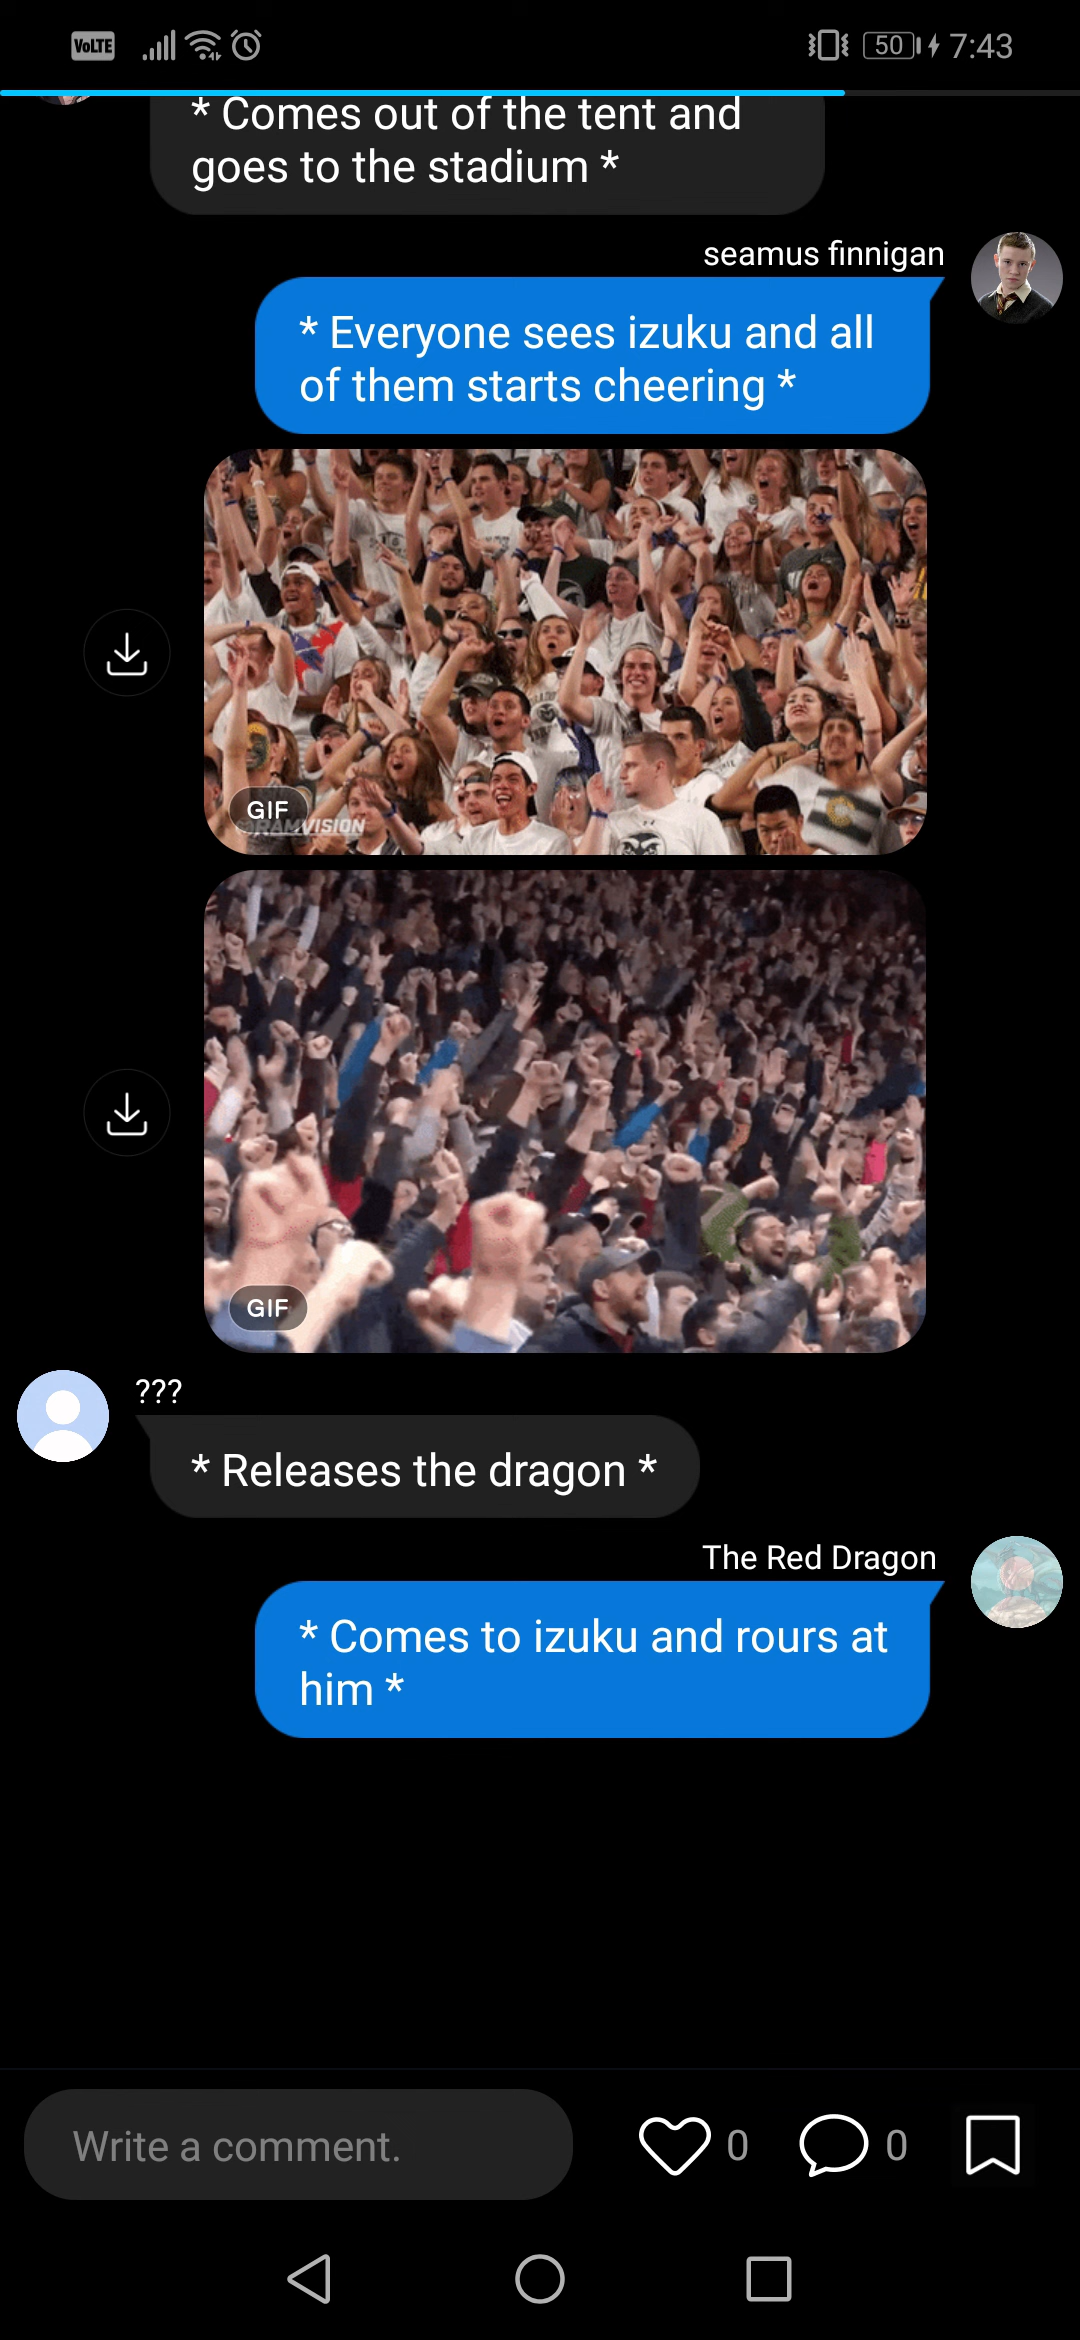 VoLTE
50
7:43
* Comes out of the tent and
goes to the stadium *
seamus finnigan
* Everyone sees izuku and all
of them starts cheering *
GIF
RAMVISION
GIF
???
* Releases the dragon *
The Red Dragon
* Comes to izuku and rours at
him *
Write a comment.
0
0